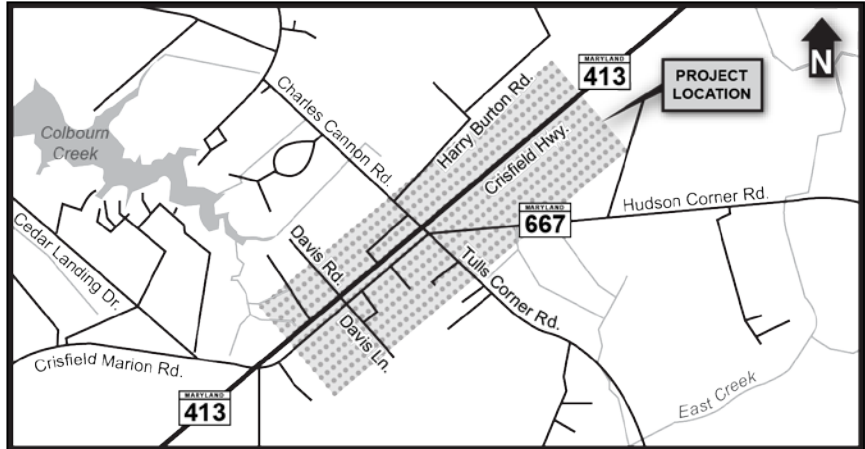 MARYLAND
413
PROJECT
LOCATION
N
Charles Cannon Rd.
Harry Burton Rd.
Crisfield Hwy.
Colbourn
Creek
MARYLAND
667
Hudson Corner Rd.
Cedar Landing Dr.
Davis Rd.
Tulls Corner Rd.
Davis Ln.
Crisfield Marion Rd.
MARYLAND
413
East Creek